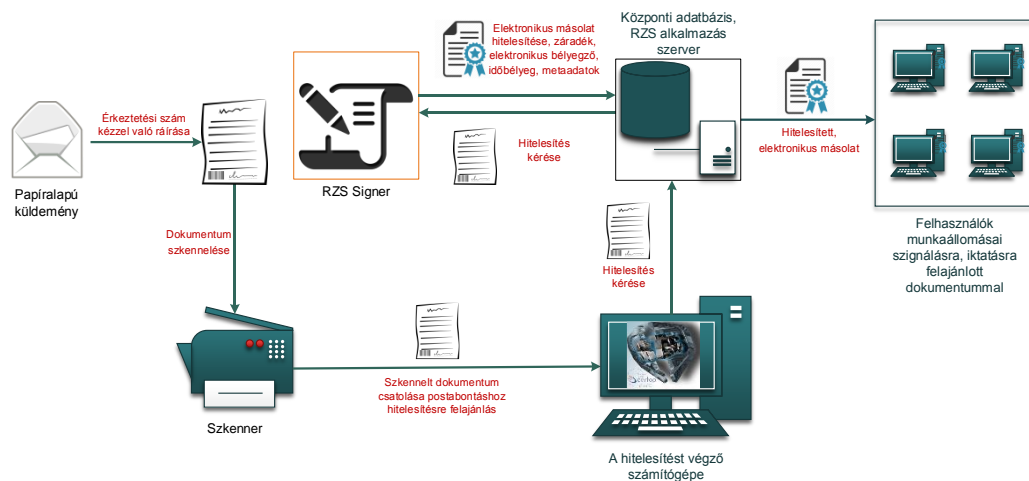 Elektronikus másolat
hitelesítése, záradék,
elektronikus bélyegző,
időbélyeg, metaadatok
Központi adatbázis,
RZS alkalmazás
szerver
Érkeztetési szám
kézzel való ráírása
Hitelesítés
kérése
Hitelesített,
elektronikus másolat
Papíralapú
küldemény
RZS Signer
Dokumentum
szkennelése
Hitelesítés
kérése
Felhasználók
munkaállomásai
szignálásra, iktatásra
felajánlott
dokumentummal
Szkennelt dokumentum
csatolása postabontáshoz
hitelesítésre felajánlás
Szkenner
A hitelesítést végző
számítógépe